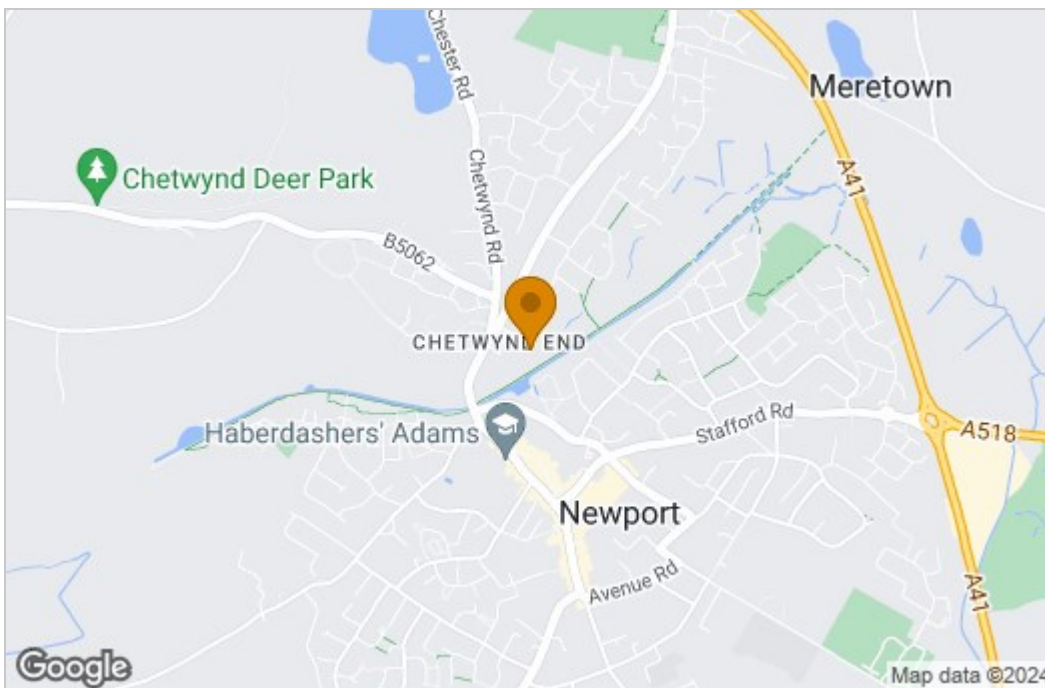 Chester Rd
Meretown
A41
Chetwynd Deer Park
Chetwynd Rd
B5062
CHETWYND END
Haberdashers' Adams
Stafford Rd
A518
Newport
Avenue Rd
A41
Google
Map data ©2024